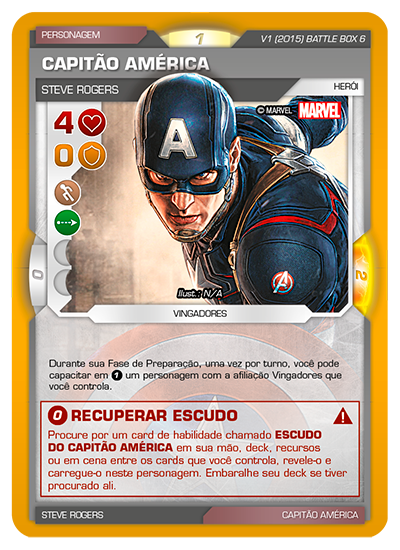 PERSONAGEM
1
V1 (2015) BATTLE BOX 6
CAPITÃO AMÉRICA
STEVE ROGERS
HERÓI
© MARVEL
MARVEL
4
0
A
A
0
2
Illust.: N/A
VINGADORES
Durante sua Fase de Preparação, uma vez por turno, você pode
capacitar em 1 um personagem com a afiliação Vingadores que
você controla.
0 RECUPERAR ESCUDO
Procure por um card de habilidade chamado ESCUDO
DO CAPITÃO AMÉRICA em sua mão, deck, recursos
ou em cena entre os cards que você controla, revele-o e
carregue-o neste personagem. Embaralhe seu deck se tiver
procurado ali.
STEVE ROGERS
CAPITÃO AMÉRICA